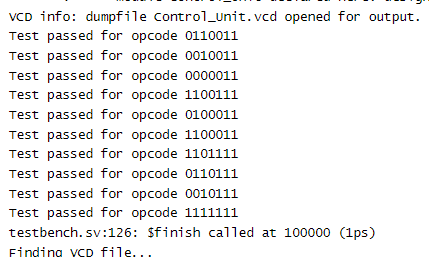 VCD info: dumpfile Control_Unit.vcd opened for output.
Test passed for opcode 0110011
Test passed for opcode 0010011
Test passed for opcode 0000011
Test passed for opcode 1100111
Test passed for opcode 0100011
Test passed for opcode 1100011
Test passed for opcode 1101111
Test passed for opcode 0110111
Test passed for opcode 0010111
Test passed for opcode 1111111
testbench.sv:126: $finish called at 100000 (1ps)
Finding VCD file...